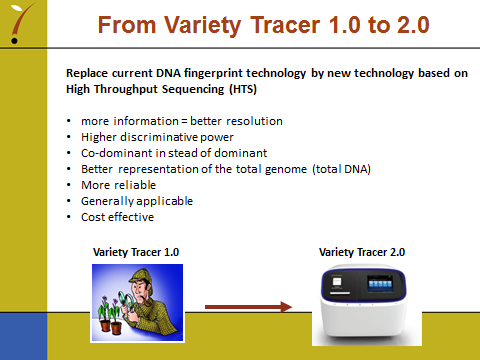 From Variety Tracer 1.0 to 2.0
Replace current DNA fingerprint technology by new technology based on
High Throughput Sequencing (HTS)
• more information = better resolution
• Higher discriminative power
• Co-dominant in stead of dominant
• Better representation of the total genome (total DNA)
• More reliable
• Generally applicable
• Cost effective
Variety Tracer 1.0
Variety Tracer 2.0